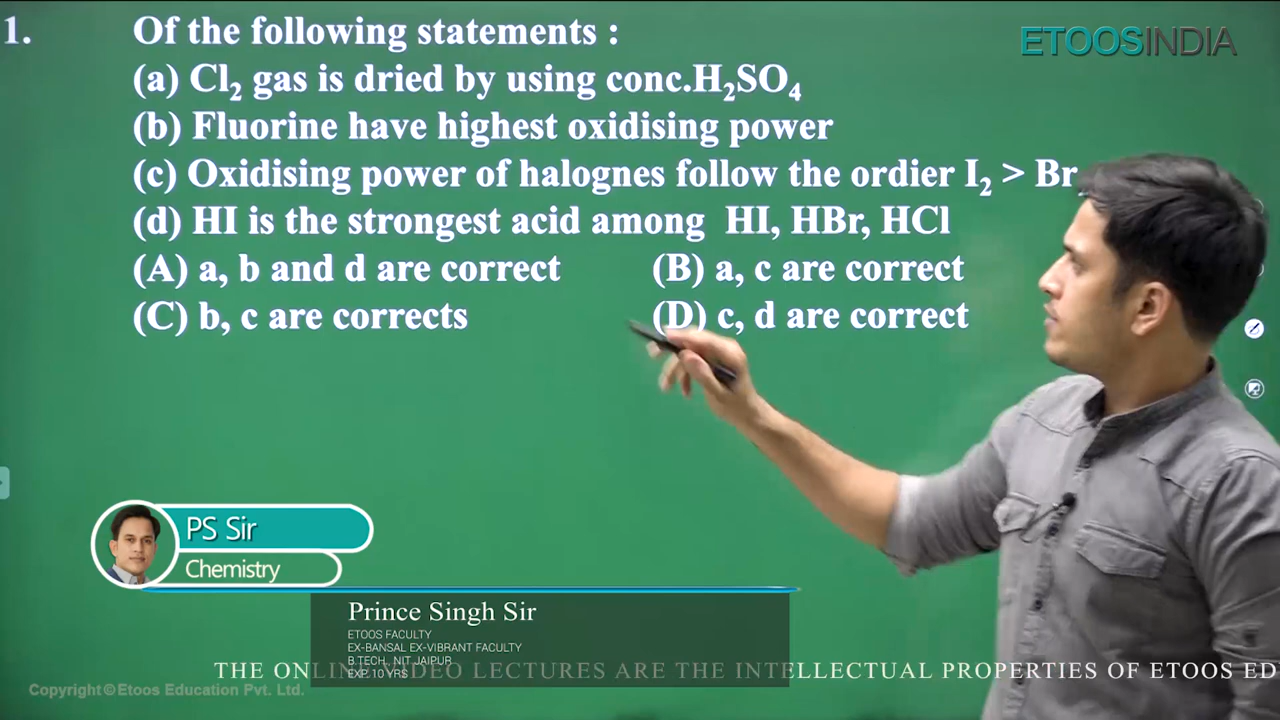 1. Of the following statements :
ETOOSINDIA
(a) Cl₂ gas is dried by using conc.H₂SO₄
(b) Fluorine have highest oxidising power
(c) Oxidising power of halognes follow the ordier I₂ > Br
(d) HI is the strongest acid among HI, HBr, HCl
(A) a, b and d are correct (B) a, c are correct
(C) b, c are corrects (D) c, d are correct
PS Sir
Chemistry
Prince Singh Sir
ETOOS FACULTY
EX-BANSAL EX-VIBRANT FACULTY
B.TECH., NIT JAIPUR
EXP. 10 YRS
THE ONLINE VIDEO LECTURES ARE THE INTELLECTUAL PROPERTIES OF ETOOS ED
Copyright © Etoos Education Pvt. Ltd.